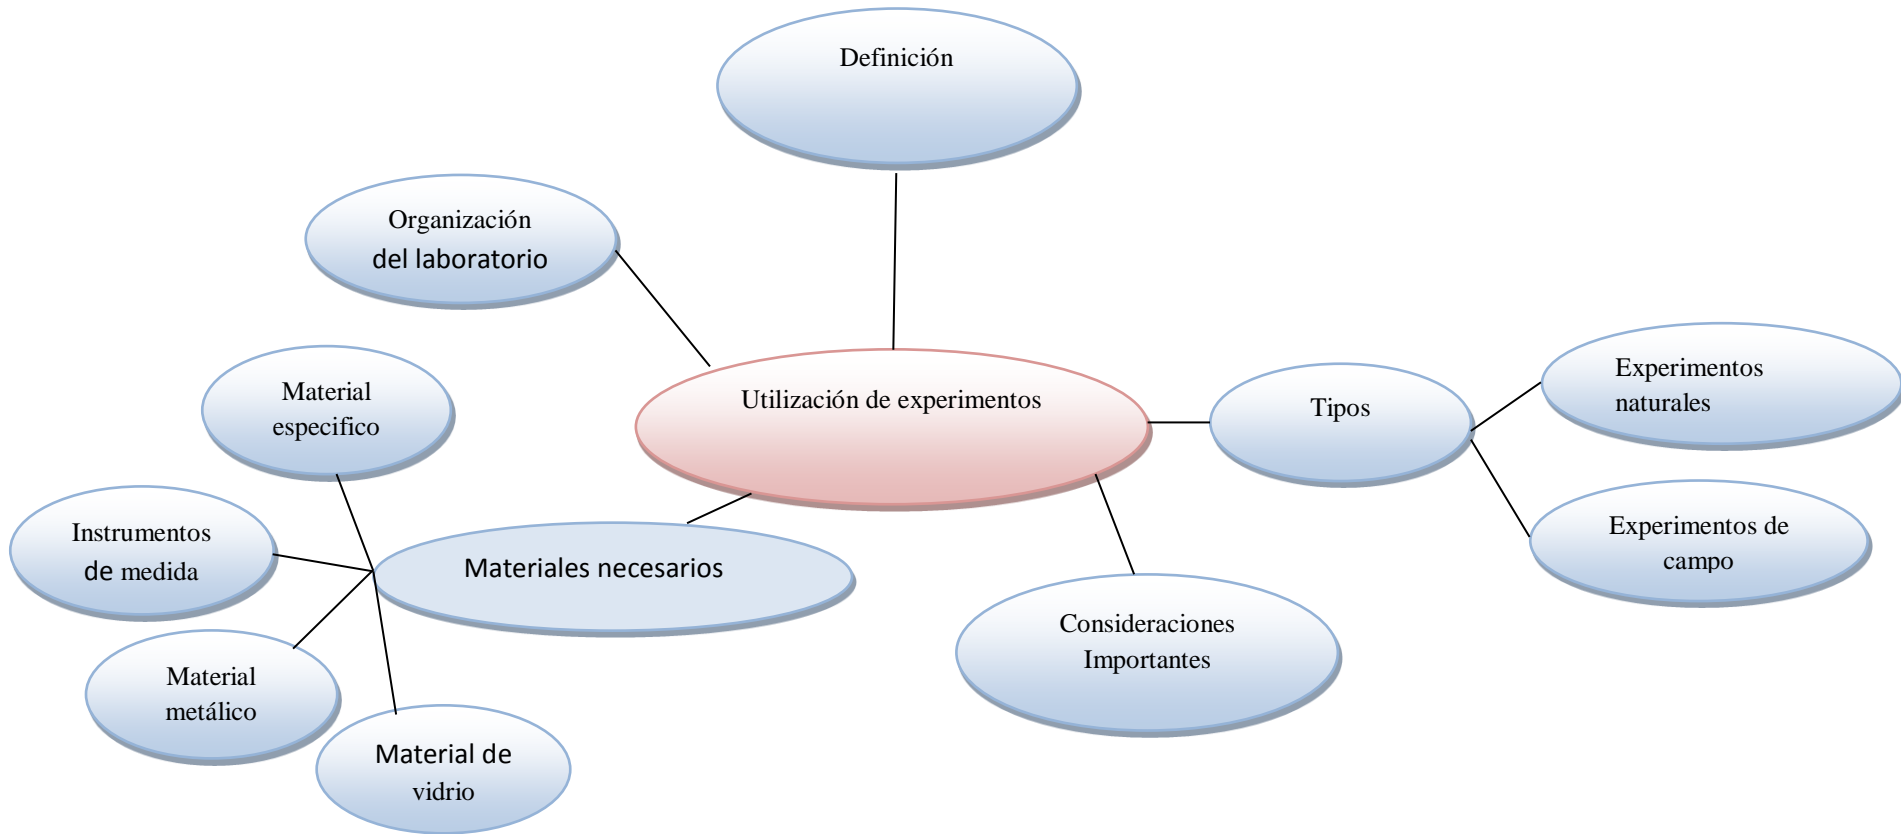 Definición
Organización
del laboratorio
Utilización de experimentos
Tipos
Experimentos
naturales
Experimentos de
campo
Consideraciones
Importantes
Materiales necesarios
Material
especifico
Instrumentos
de medida
Material
metálico
Material de
vidrio